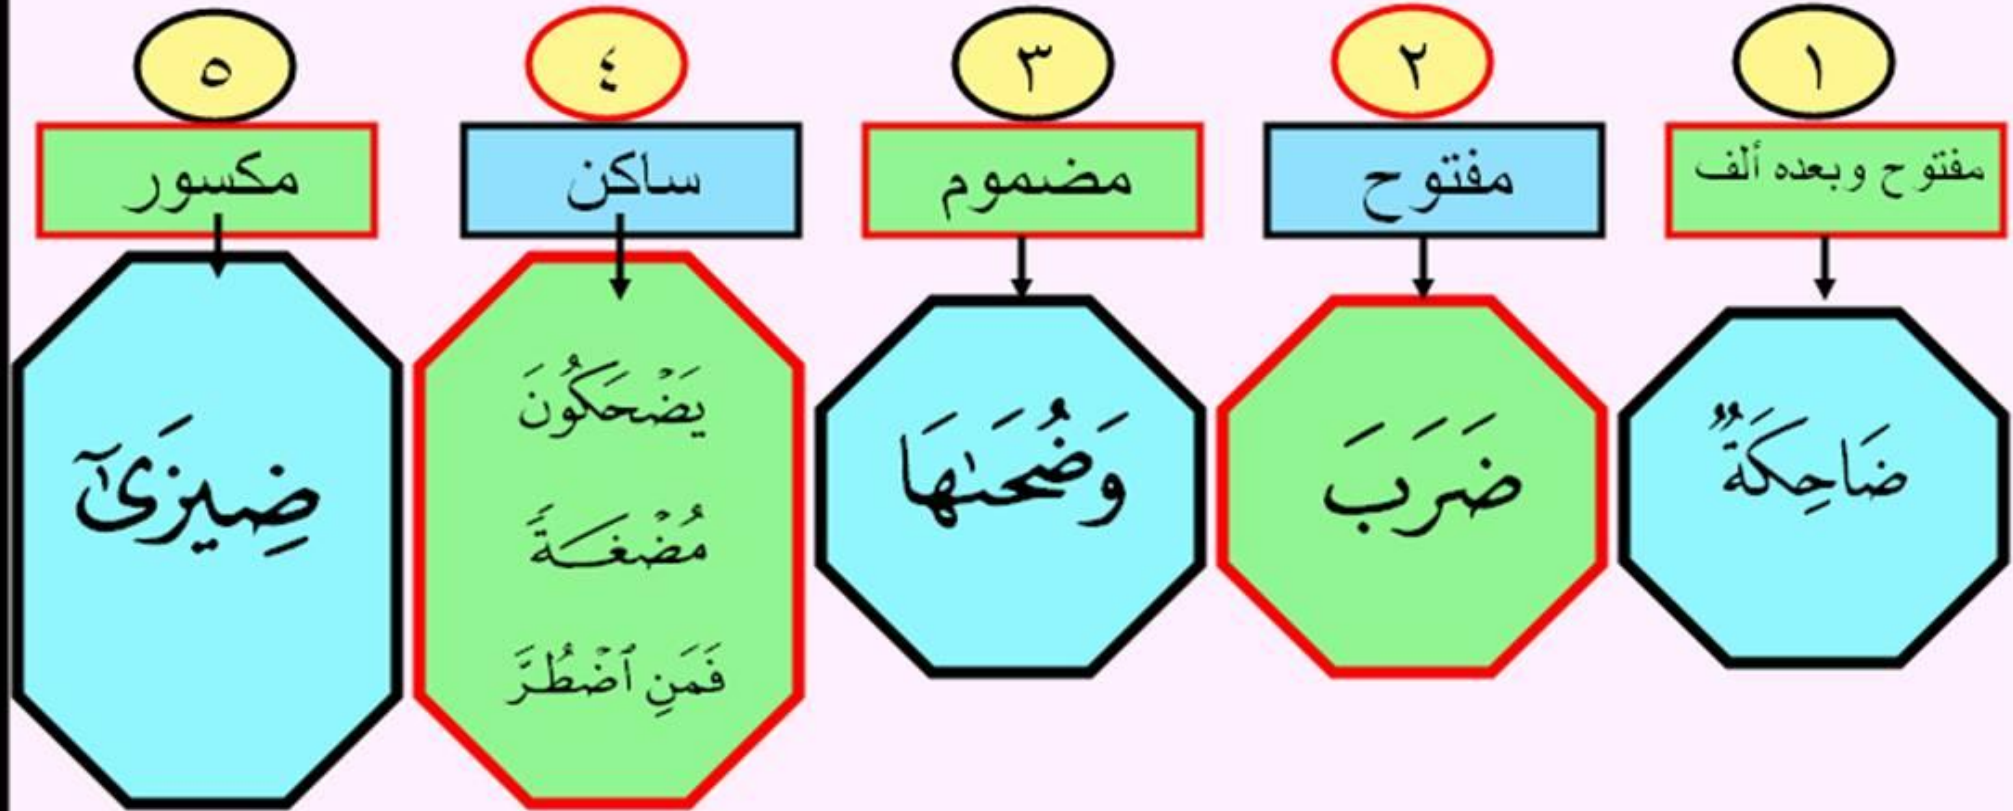 ١
مفتوح وبعده ألف
ضَاحِكَةٌ
٢
مفتوح
ضَرَبَ
٣
مضموم
وَضُحَىٰهَا
٤
ساكن
يَضۡحَكُونَ
مُضۡغَةٗ
فَمَنِ ٱضۡطُرَّ
٥
مكسور
ضِيزَىٰٓ